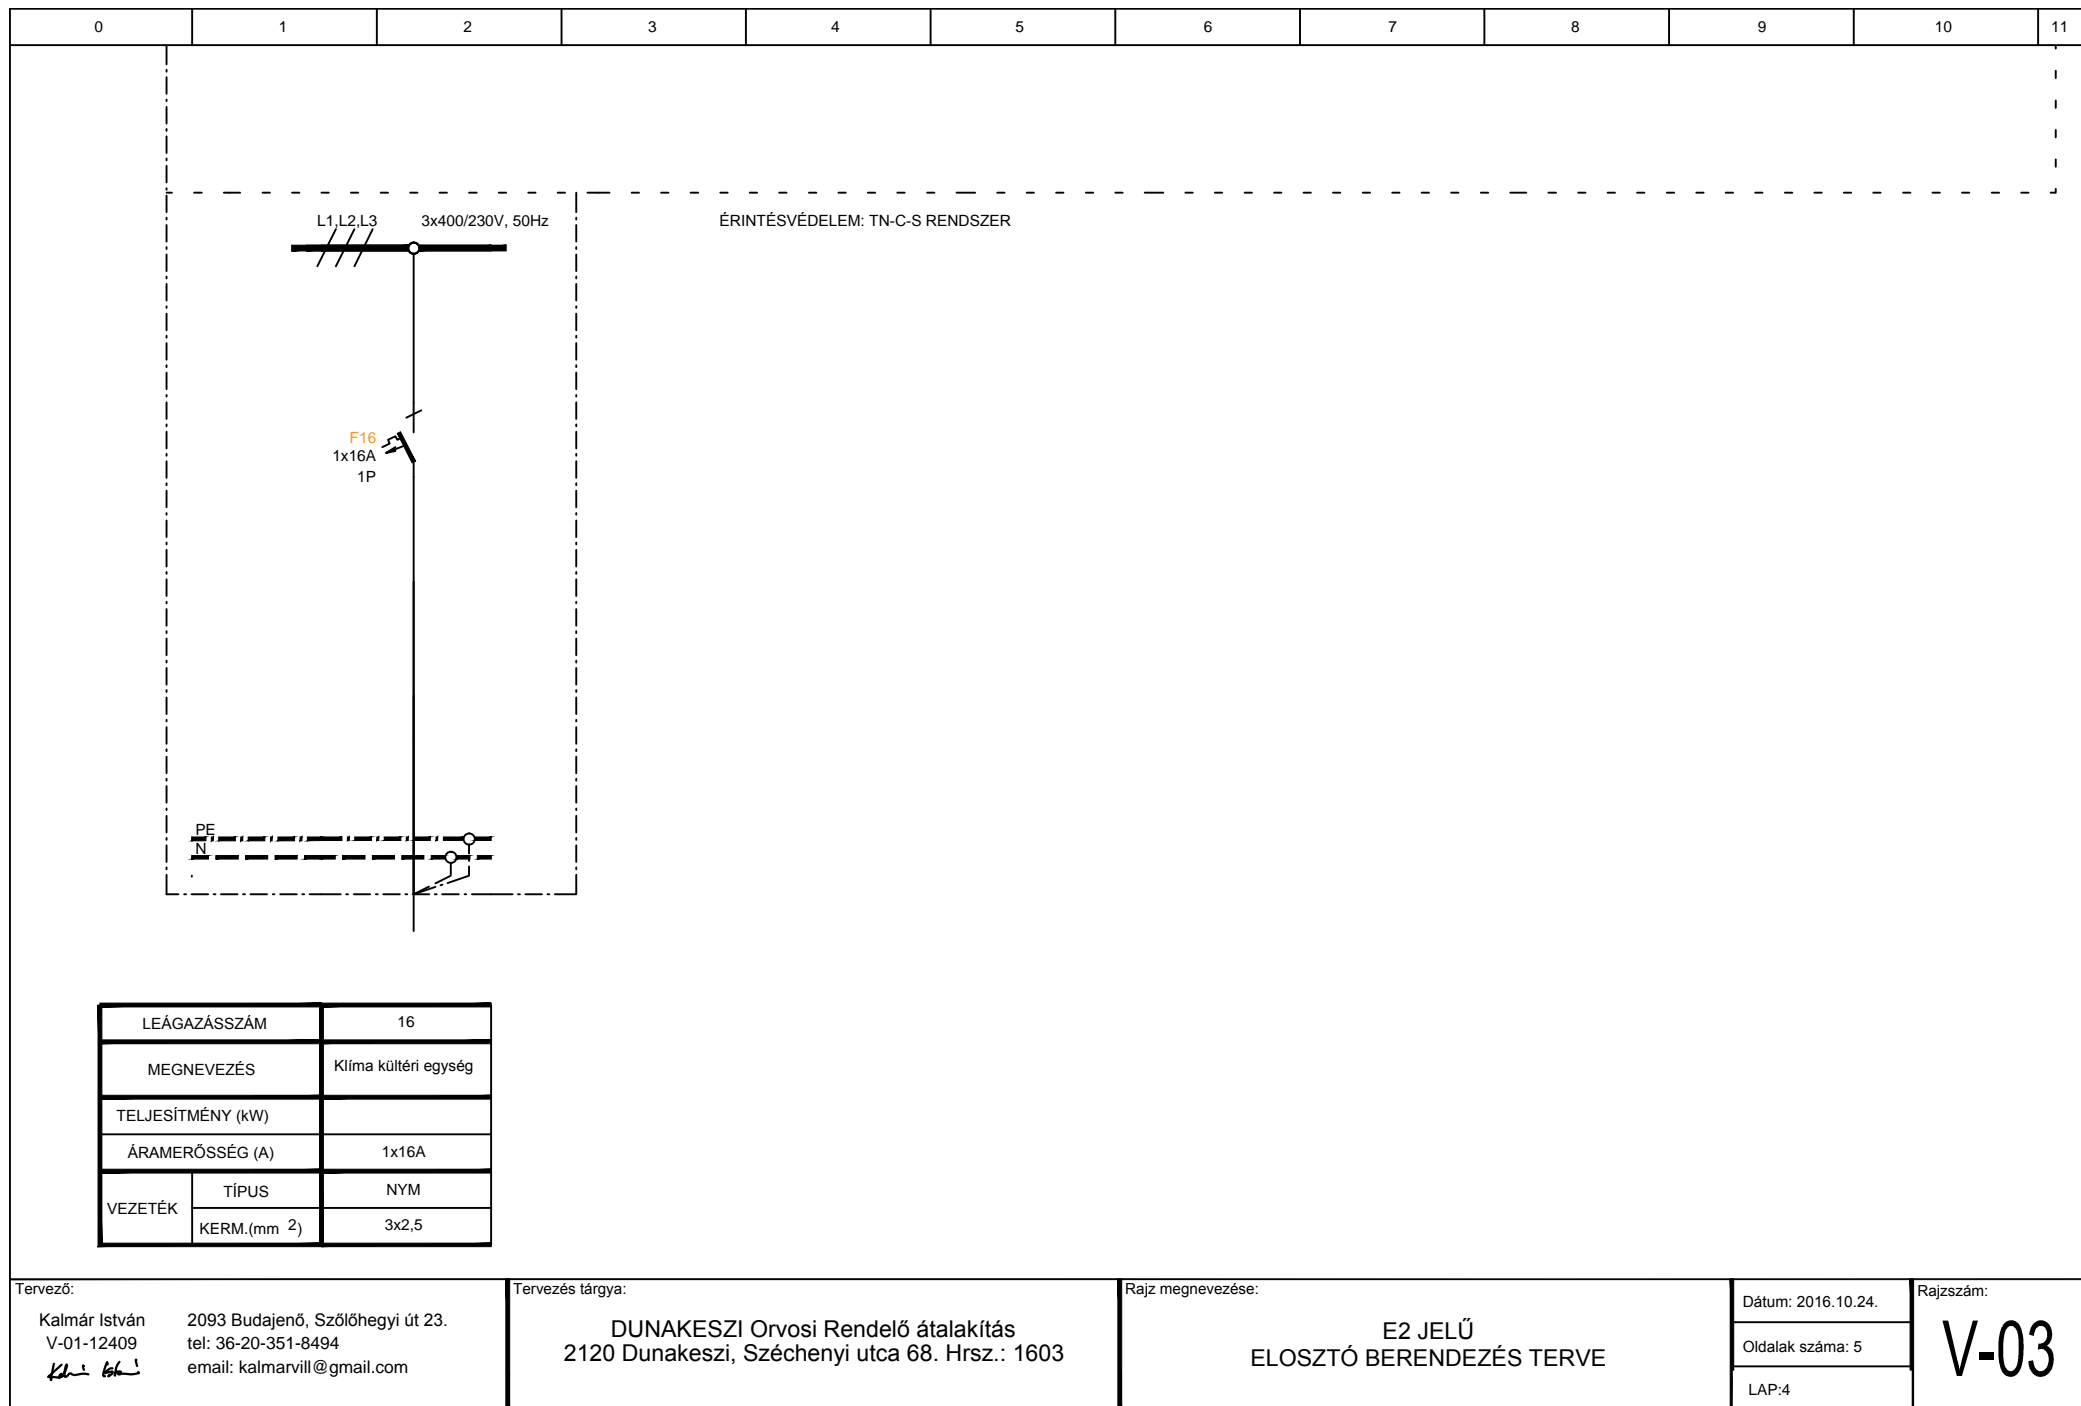 0 1 2 3 4 5 6 7 8 9 10 11
L1,L2,L3 3x400/230V, 50Hz
ÉRINTÉSVÉDELEM: TN-C-S RENDSZER
F16
1x16A
1P
PE
N
LEÁGAZÁSSZÁM 16
MEGNEVEZÉS Klíma kültéri egység
TELJESÍTMÉNY (kW)
ÁRAMERŐSSÉG (A) 1x16A
VEZETÉK
TÍPUS NYM
KERM.(mm 2) 3x2,5
Tervező:
Kalmár István
V-01-12409
2093 Budajenő, Szőlőhegyi út 23.
tel: 36-20-351-8494
email: kalmarvill@gmail.com
Tervezés tárgya:
DUNAKESZI Orvosi Rendelő átalakítás
2120 Dunakeszi, Széchenyi utca 68. Hrsz.: 1603
Rajz megnevezése:
E2 JELŰ
ELOSZTÓ BERENDEZÉS TERVE
Dátum: 2016.10.24.
Oldalak száma: 5
LAP:4
Rajzszám:
V-03